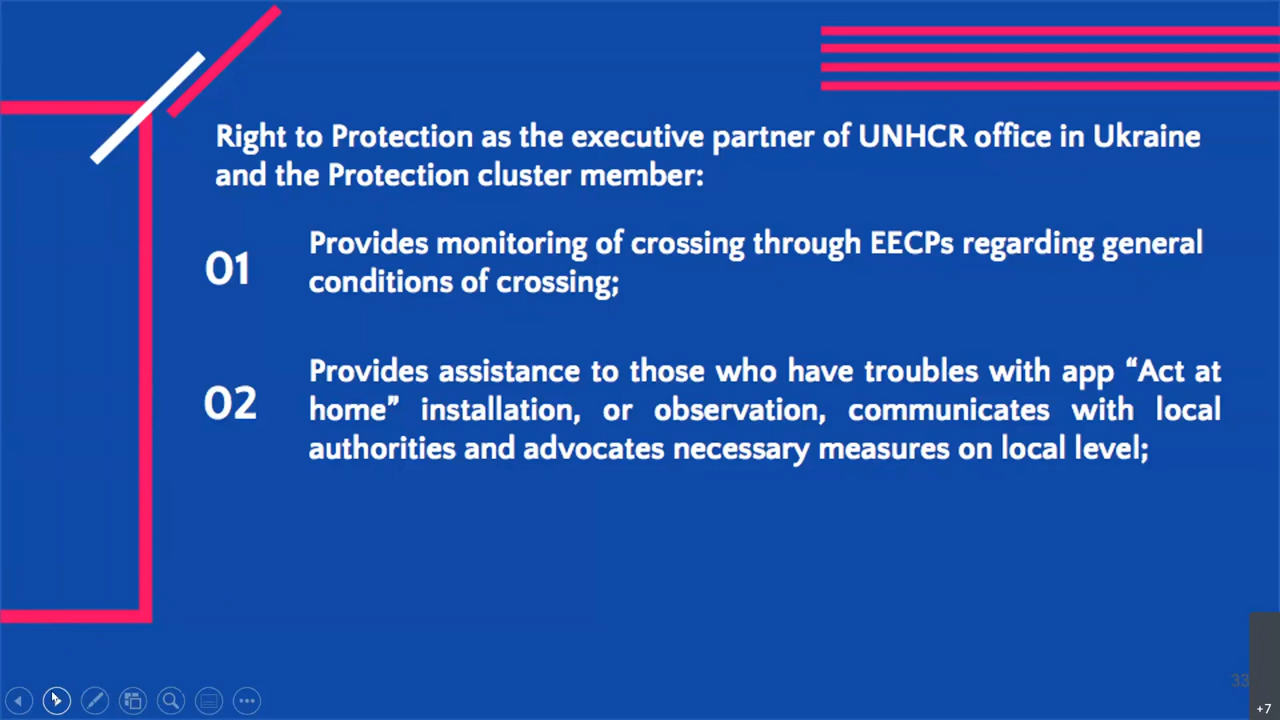 Right to Protection as the executive partner of UNHCR office in Ukraine
and the Protection cluster member:
01
Provides monitoring of crossing through EECPs regarding general
conditions of crossing;
02
Provides assistance to those who have troubles with app “Act at
home” installation, or observation, communicates with local
authorities and advocates necessary measures on local level;
33
+7